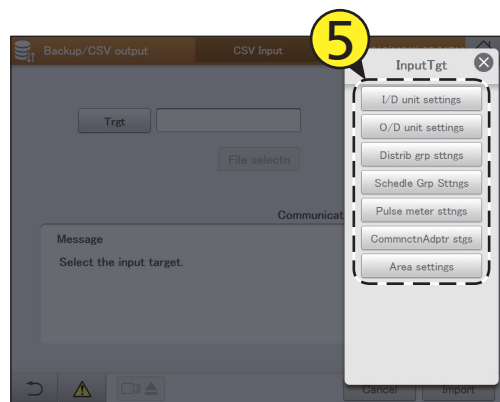 5
Backup/CSV output
CSV Input
InputTgt
I/D unit settings
O/D unit settings
Trgt
Distrib grp sttngs
File selectn
Schedle Grp Sttngs
Communicat
Pulse meter sttngs
Message
CommnctnAdptr stgs
Select the input target.
Area settings
Cancel
Import